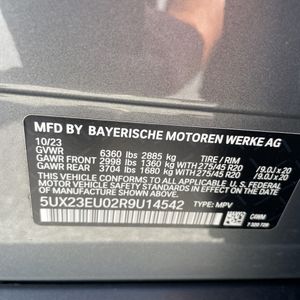 MFD BY BAYERISCHE MOTOREN WERKE AG
10/23
GVWR 6360 lbs 2885 kg TIRE / RIM
GAWR FRONT 2998 lbs 1360 kg WITH 275/45 R20 /9.0J x 20
GAWR REAR 3704 lbs 1680 kg WITH 275/45 R20 /9.0J x 20
THIS VEHICLE CONFORMS TO ALL APPLICABLE
FEDERAL MOTOR VEHICLE SAFETY STANDARDS IN EFFECT
ON THE DATE OF MANUFACTURE SHOWN ABOVE.
5UX23EU02R9U14542 TYPE: MPV
C4WM